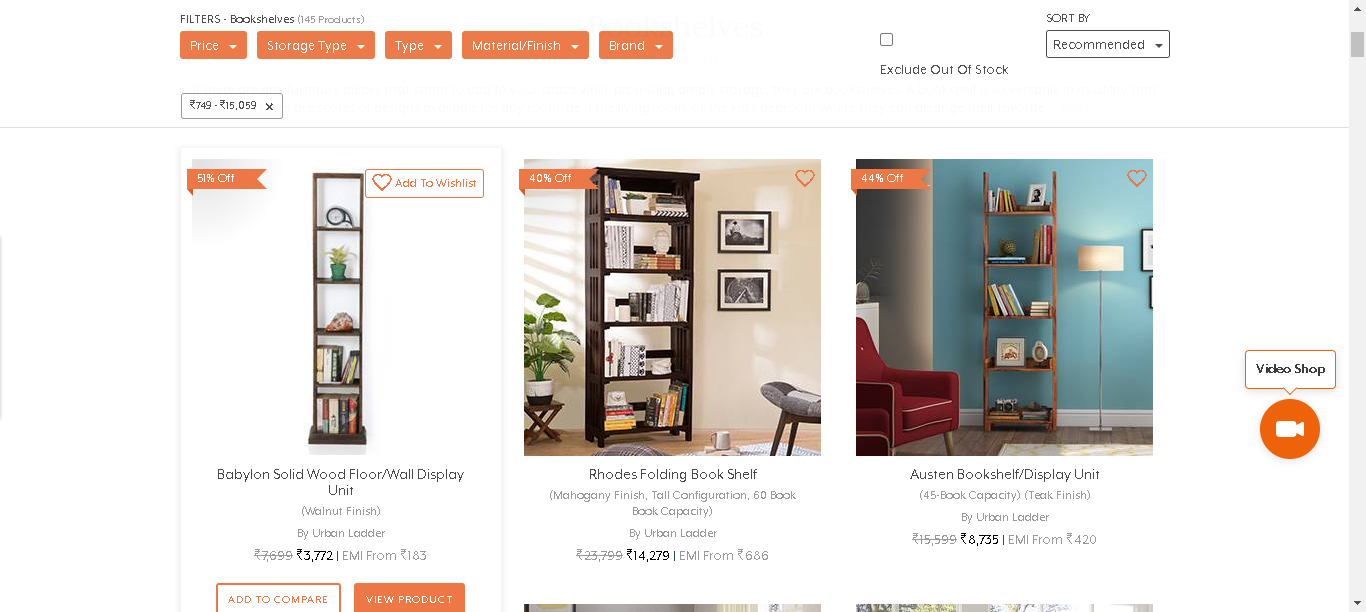 FILTERS - Bookshelves (145 Products)
Bookshelves
SORT BY
Price
Storage Type
Type
Material/Finish
Brand
Exclude Out Of Stock
Recommended
₹749 - ₹15,059 ×
51% Off
Add To Wishlist
40% Off
44% Off
Video Shop
Babylon Solid Wood Floor/Wall Display
Unit
(Walnut Finish)
By Urban Ladder
₹7,699 ₹3,772 | EMI From ₹183
ADD TO COMPARE
VIEW PRODUCT
Rhodes Folding Book Shelf
(Mahogany Finish, Tall Configuration, 60 Book
Book Capacity)
By Urban Ladder
₹23,799 ₹14,279 | EMI From ₹686
Austen Bookshelf/Display Unit
(45-Book Capacity) (Teak Finish)
By Urban Ladder
₹15,599 ₹8,735 | EMI From ₹420